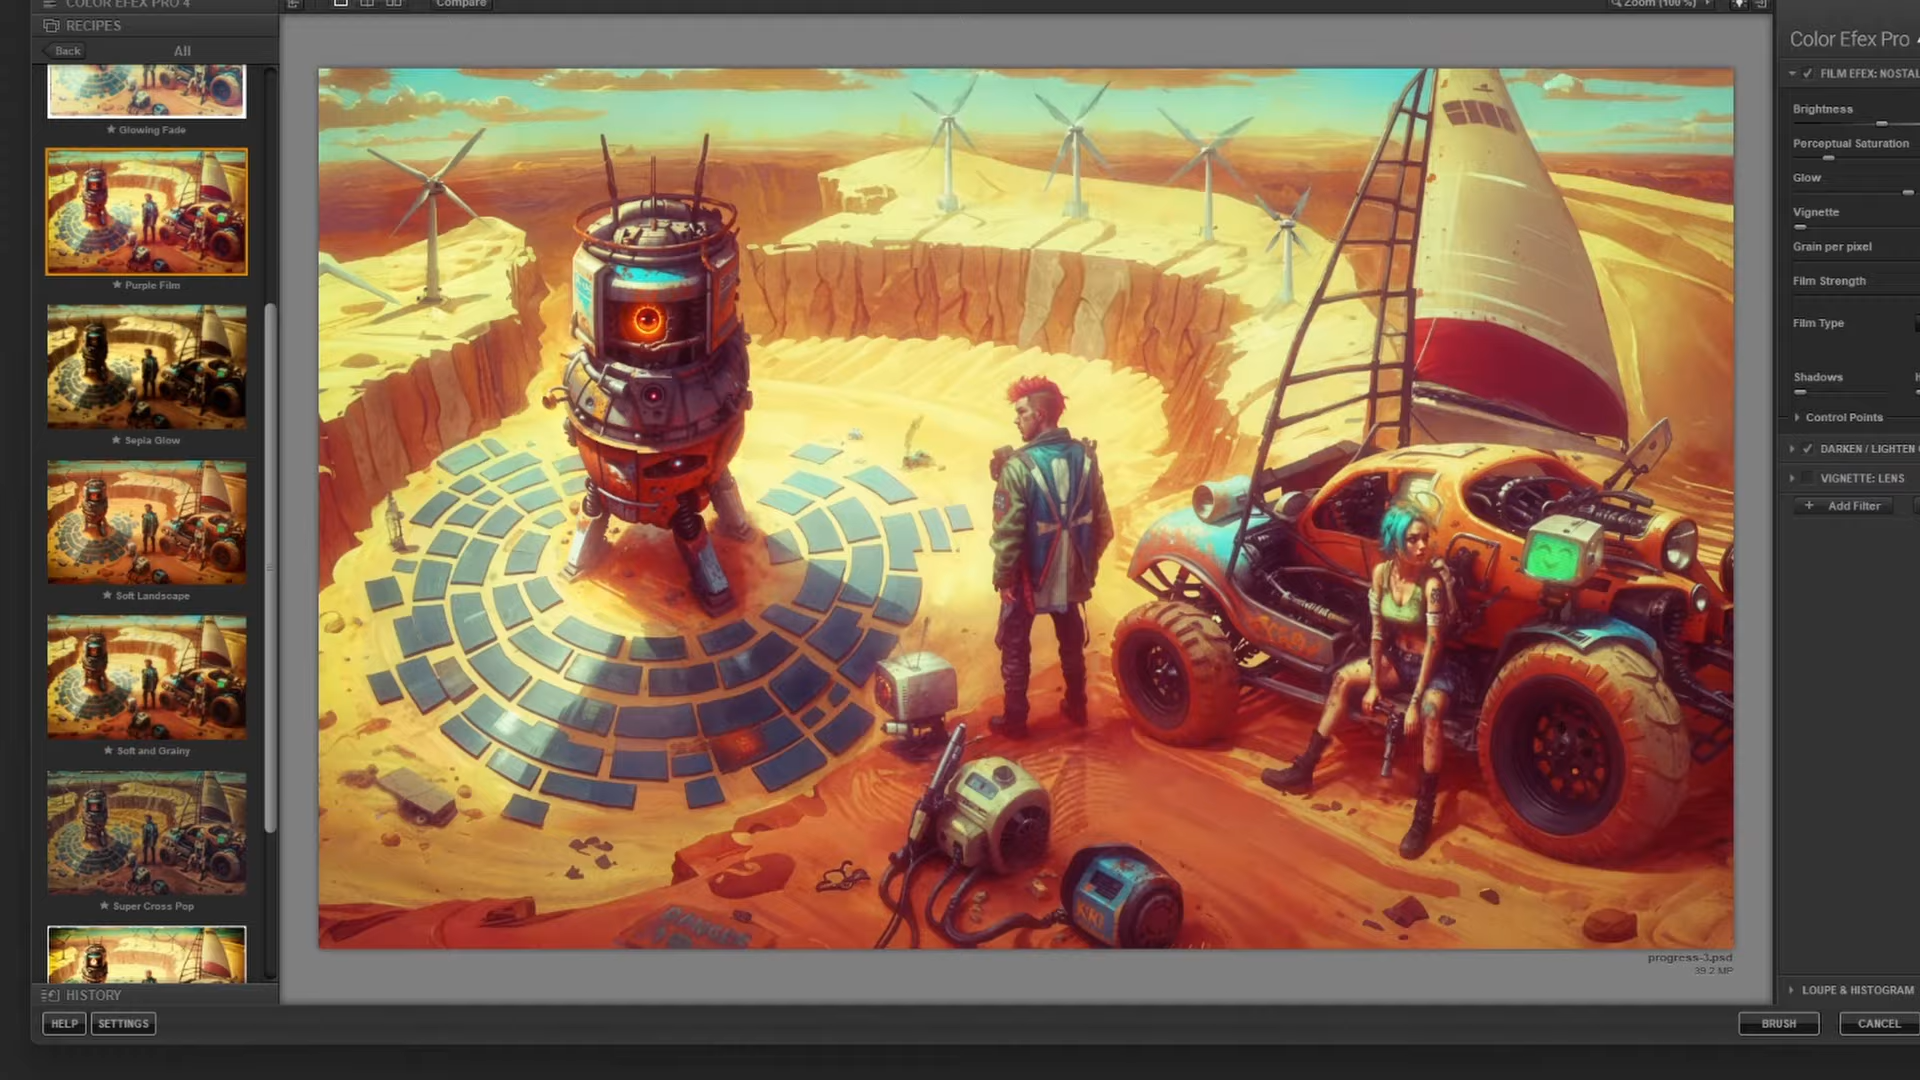 COLOR EFEX PRO 4
Compare
Zoom (100 %)
RECIPES
Back
All
Glowing Fade
Purple Film
Sepia Glow
Soft Landscape
Soft and Grainy
Super Cross Pop
HISTORY
HELP
SETTINGS
KIKI
progress-3.psd
39.2 MP
Color Efex Pro 4
FILM EFEX: NOSTAL
Brightness
Perceptual Saturation
Glow
Vignette
Grain per pixel
Film Strength
Film Type
Shadows
H
Control Points
DARKEN / LIGHTEN C
VIGNETTE: LENS
+ Add Filter
LOUPE & HISTOGRAM
BRUSH
CANCEL